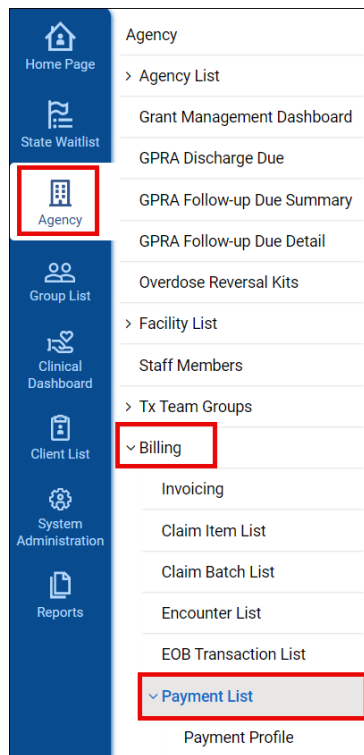 Home Page
State Waitlist
Agency
Group List
Clinical
Dashboard
Client List
System
Administration
Reports
Agency
Agency List
Grant Management Dashboard
GPRA Discharge Due
GPRA Follow-up Due Summary
GPRA Follow-up Due Detail
Overdose Reversal Kits
Facility List
Staff Members
Tx Team Groups
Billing
Invoicing
Claim Item List
Claim Batch List
Encounter List
EOB Transaction List
Payment List
Payment Profile